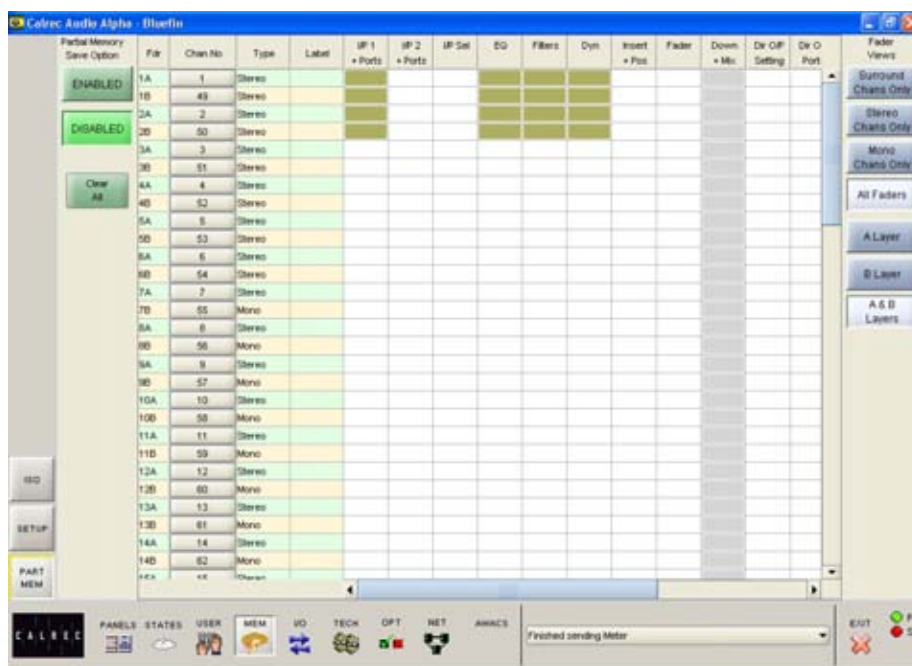 Calrec Audio Alpha - Bluefin
Partial Memory
Save Option
ENABLED
DISABLED
Clear
All
Fdr Chan No Type Label I/P 1 + Ports I/P 2 + Ports I/P Sel EQ Filters Dyn Insert + Pos Fader Down + Mix Dir O/P Setting Dir O Port
1A 1 Stereo
1B 49 Stereo
2A 2 Stereo
2B 50 Stereo
3A 3 Stereo
3B 51 Stereo
4A 4 Stereo
4B 52 Stereo
5A 5 Stereo
5B 53 Stereo
6A 6 Stereo
6B 54 Stereo
7A 7 Stereo
7B 55 Mono
8A 8 Stereo
8B 56 Mono
9A 9 Stereo
9B 57 Mono
10A 10 Stereo
10B 58 Mono
11A 11 Stereo
11B 59 Mono
12A 12 Stereo
12B 60 Mono
13A 13 Stereo
13B 61 Mono
14A 14 Stereo
14B 62 Mono
15A 15 Stereo
Fader
Views
Surround
Chans Only
Stereo
Chans Only
Mono
Chans Only
All Faders
A Layer
B Layer
A & B
Layers
ISO
SETUP
PART
MEM
CALREC
PANELS STATES USER MEM I/O TECH OPT NET AWACS
Finished sending Meter
EXIT
P
S